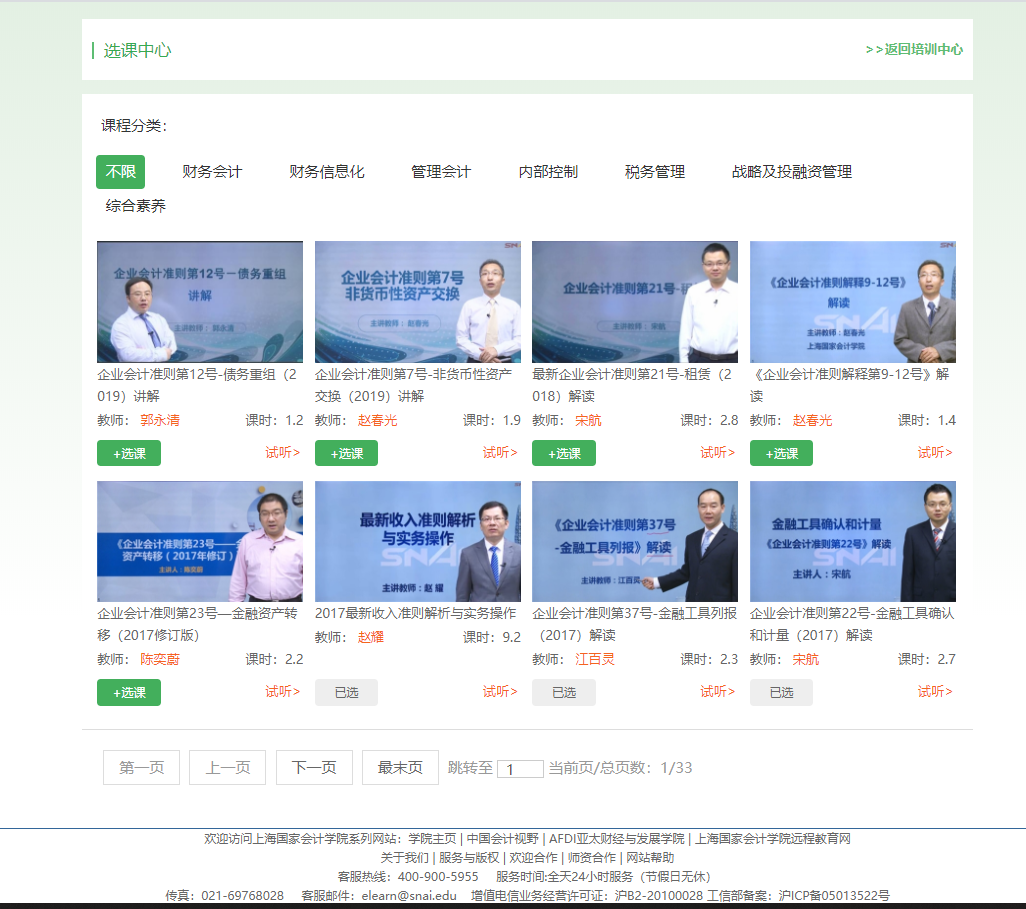 选课中心
>>返回培训中心
课程分类：
不限 财务会计 财务信息化 管理会计 内部控制 税务管理 战略及投融资管理
综合素养
企业会计准则第12号－债务重组
讲解
主讲教师：郭永清
企业会计准则第7号
非货币性资产交换
主讲教师：赵春光
SNAI
企业会计准则第21号-租
主讲教师：宋航
《企业会计准则解释9-12号》
解读
主讲教师：赵春光
上海国家会计学院
SNAI
企业会计准则第12号-债务重组（2
019）讲解
教师： 郭永清 课时：1.2
+选课 试听>
企业会计准则第7号-非货币性资产
交换（2019）讲解
教师： 赵春光 课时：1.9
+选课 试听>
最新企业会计准则第21号-租赁（2
018）解读
教师： 宋航 课时：2.8
+选课 试听>
《企业会计准则解释第9-12号》解
读
教师： 赵春光 课时：1.4
+选课 试听>
《企业会计准则第23号——金
资产转移（2017年修订）
主讲人：陈奕蔚
最新收入准则解析
与实务操作
SNAI
主讲教师：赵 耀
《企业会计准则第37号
-金融工具列报》解读
SNAI
主讲教师：江百灵
金融工具确认和计量
《企业会计准则第22号》解读
SNAI
主讲人：宋航
企业会计准则第23号—金融资产转
移（2017修订版）
教师： 陈奕蔚 课时：2.2
+选课 试听>
2017最新收入准则解析与实务操作
教师： 赵耀 课时：9.2
已选 试听>
企业会计准则第37号-金融工具列报
（2017）解读
教师： 江百灵 课时：2.3
已选 试听>
企业会计准则第22号-金融工具确认
和计量（2017）解读
教师： 宋航 课时：2.7
已选 试听>
第一页 上一页 下一页 最末页 跳转至 1 当前页/总页数：1/33
欢迎访问上海国家会计学院系列网站：学院主页 | 中国会计视野 | AFDI亚太财经与发展学院 | 上海国家会计学院远程教育网
关于我们 | 服务与版权 | 欢迎合作 | 师资合作 | 网站帮助
客服热线：400-900-5955 服务时间:全天24小时服务（节假日无休）
传真：021-69768028 客服邮件：elearn@snai.edu 增值电信业务经营许可证：沪B2-20100028 工信部备案：沪ICP备05013522号